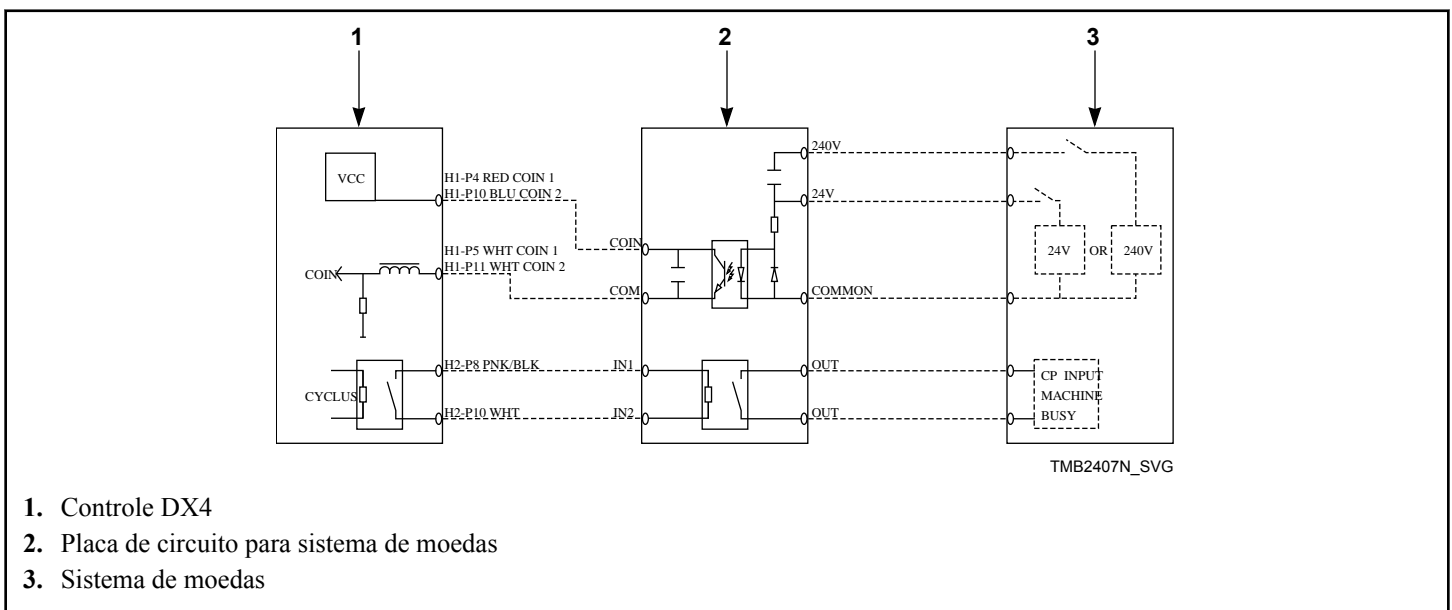 1
2
3
VCC
H1-P4 RED COIN 1
H1-P10 BLU COIN 2
H1-P5 WHT COIN 1
H1-P11 WHT COIN 2
COIN
CYCLUS
H2-P8 PNK/BLK
H2-P10 WHT
COIN
COM
IN1
IN2
240V
24V
COMMON
OUT
OUT
24V OR 240V
CP INPUT
MACHINE
BUSY
TMB2407N_SVG
1. Controle DX4
2. Placa de circuito para sistema de moedas
3. Sistema de moedas